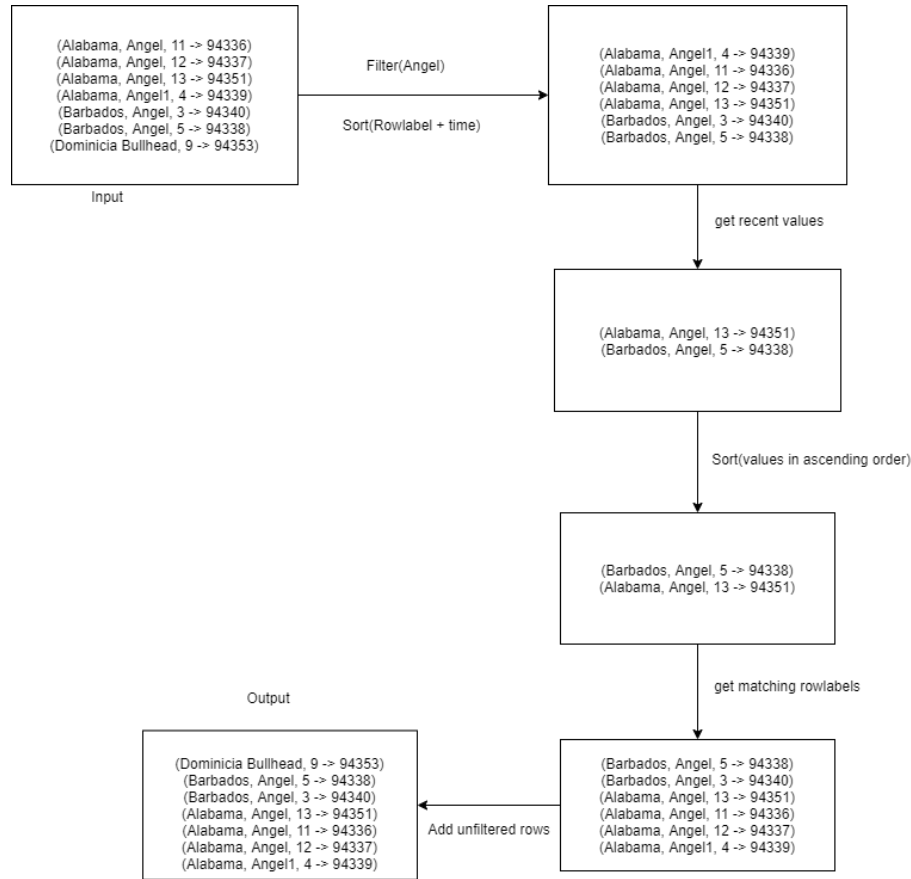 (Alabama, Angel, 11 -> 94336)
(Alabama, Angel, 12 -> 94337)
(Alabama, Angel, 13 -> 94351)
(Alabama, Angel1, 4 -> 94339)
(Barbados, Angel, 3 -> 94340)
(Barbados, Angel, 5 -> 94338)
(Dominicia Bullhead, 9 -> 94353)
Input
Filter(Angel)
Sort(Rowlabel + time)
(Alabama, Angel1, 4 -> 94339)
(Alabama, Angel, 11 -> 94336)
(Alabama, Angel, 12 -> 94337)
(Alabama, Angel, 13 -> 94351)
(Barbados, Angel, 3 -> 94340)
(Barbados, Angel, 5 -> 94338)
get recent values
(Alabama, Angel, 13 -> 94351)
(Barbados, Angel, 5 -> 94338)
Sort(values in ascending order)
(Barbados, Angel, 5 -> 94338)
(Alabama, Angel, 13 -> 94351)
get matching rowlabels
(Barbados, Angel, 5 -> 94338)
(Barbados, Angel, 3 -> 94340)
(Alabama, Angel, 13 -> 94351)
(Alabama, Angel, 11 -> 94336)
(Alabama, Angel, 12 -> 94337)
(Alabama, Angel1, 4 -> 94339)
Add unfiltered rows
Output
(Dominicia Bullhead, 9 -> 94353)
(Barbados, Angel, 5 -> 94338)
(Barbados, Angel, 3 -> 94340)
(Alabama, Angel, 13 -> 94351)
(Alabama, Angel, 11 -> 94336)
(Alabama, Angel, 12 -> 94337)
(Alabama, Angel1, 4 -> 94339)